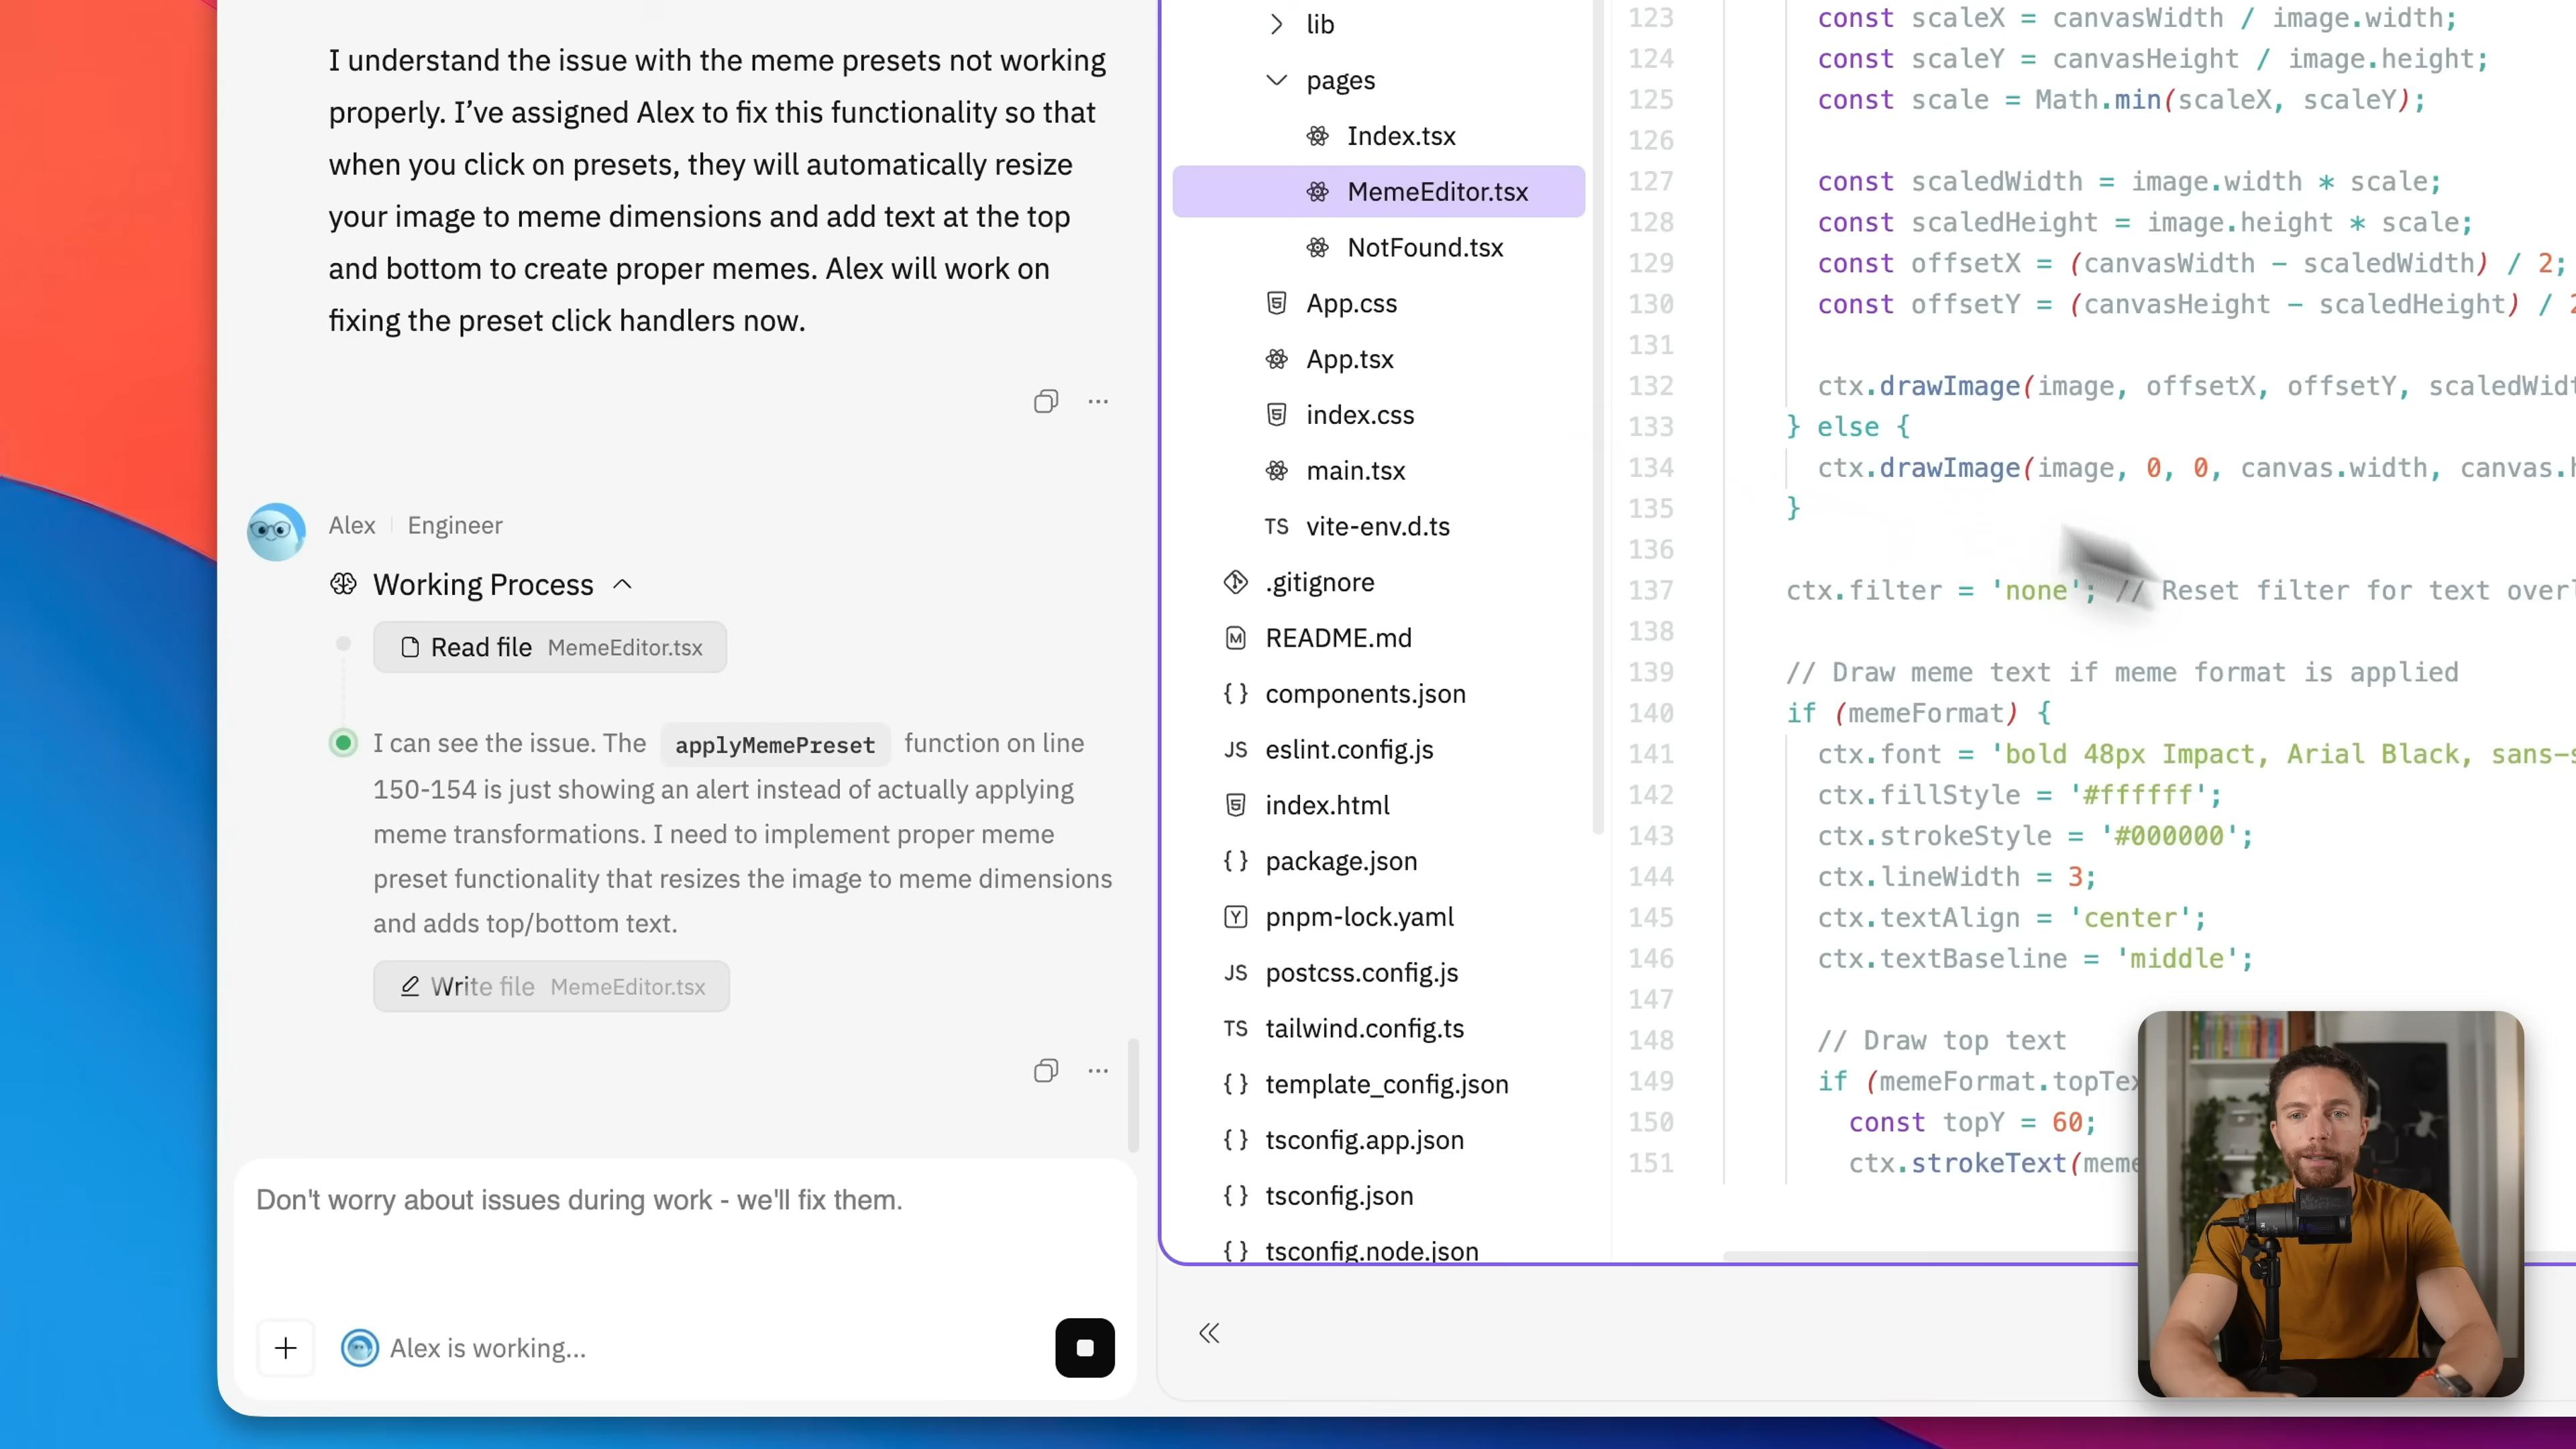 I understand the issue with the meme presets not working
properly. I’ve assigned Alex to fix this functionality so that
when you click on presets, they will automatically resize
your image to meme dimensions and add text at the top
and bottom to create proper memes. Alex will work on
fixing the preset click handlers now.
Alex | Engineer
Working Process
Read file MemeEditor.tsx
I can see the issue. The applyMemePreset function on line
150-154 is just showing an alert instead of actually applying
meme transformations. I need to implement proper meme
preset functionality that resizes the image to meme dimensions
and adds top/bottom text.
Write file MemeEditor.tsx
Don't worry about issues during work - we'll fix them.
Alex is working...
lib
pages
Index.tsx
MemeEditor.tsx
NotFound.tsx
App.css
App.tsx
index.css
main.tsx
TS vite-env.d.ts
.gitignore
README.md
{ } components.json
JS eslint.config.js
index.html
{ } package.json
pnpm-lock.yaml
JS postcss.config.js
TS tailwind.config.ts
{ } template_config.json
{ } tsconfig.app.json
{ } tsconfig.json
{ } tsconfig.node.json
123 const scaleX = canvasWidth / image.width;
124 const scaleY = canvasHeight / image.height;
125 const scale = Math.min(scaleX, scaleY);
126
127 const scaledWidth = image.width * scale;
128 const scaledHeight = image.height * scale;
129 const offsetX = (canvasWidth - scaledWidth) / 2;
130 const offsetY = (canvasHeight - scaledHeight) / 2
131
132 ctx.drawImage(image, offsetX, offsetY, scaledWidt
133 } else {
134 ctx.drawImage(image, 0, 0, canvas.width, canvas.h
135 }
136
137 ctx.filter = 'none'; // Reset filter for text overl
138
139 // Draw meme text if meme format is applied
140 if (memeFormat) {
141 ctx.font = 'bold 48px Impact, Arial Black, sans-s
142 ctx.fillStyle = '#ffffff';
143 ctx.strokeStyle = '#000000';
144 ctx.lineWidth = 3;
145 ctx.textAlign = 'center';
146 ctx.textBaseline = 'middle';
147
148 // Draw top text
149 if (memeFormat.topTex
150 const topY = 60;
151 ctx.strokeText(meme